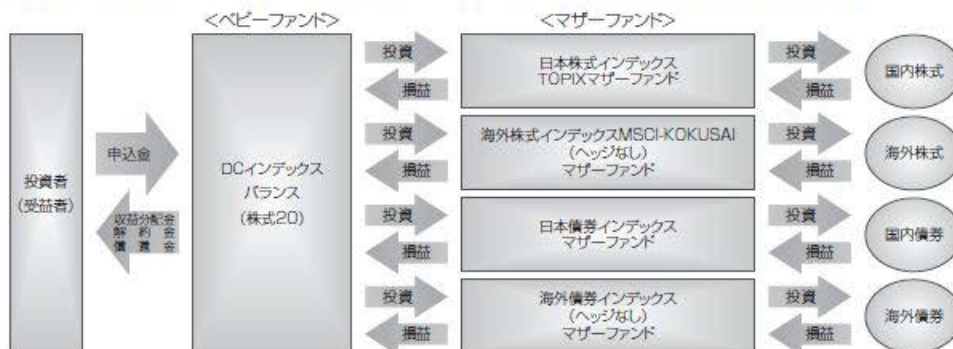 ＜ベビーファンド＞
＜マザーファンド＞
投資者
(受益者)
申込金
収益分配金
解約金
償還金
DCインデックス
バランス
(株式20)
投資
損益
日本株式インデックス
TOPIXマザーファンド
投資
損益
国内株式
投資
損益
海外株式インデックスMSCI-KOKUSAI
(ヘッジなし)
マザーファンド
投資
損益
海外株式
投資
損益
日本債券インデックス
マザーファンド
投資
損益
国内債券
投資
損益
海外債券インデックス
(ヘッジなし)
マザーファンド
投資
損益
海外債券